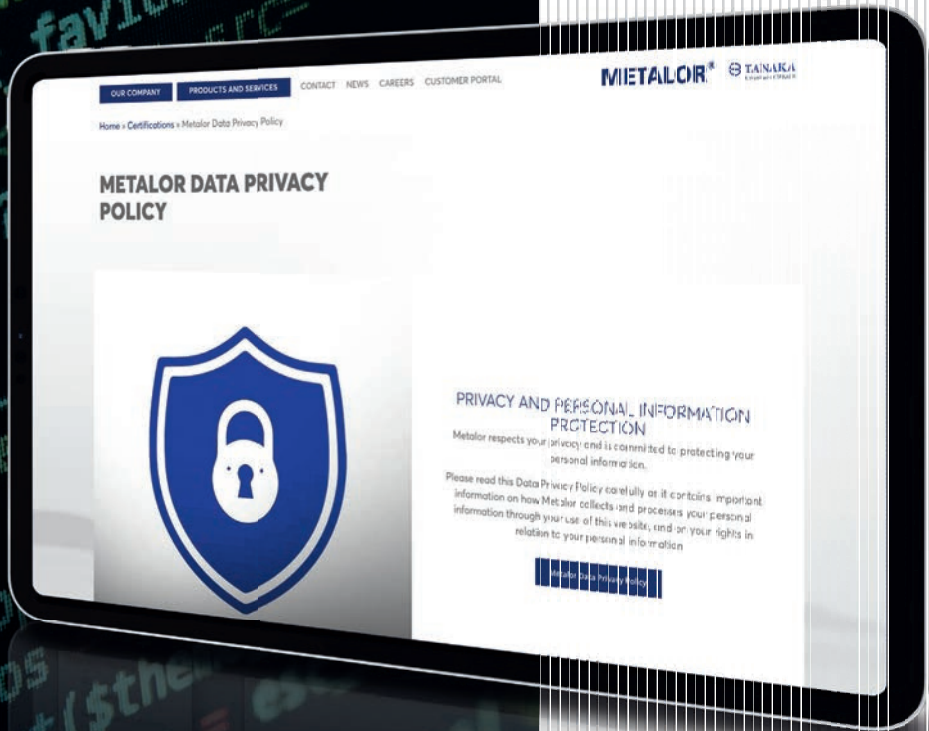 OUR COMPANY PRODUCTS AND SERVICES CONTACT NEWS CAREERS CUSTOMER PORTAL
METALOR® TANAKA
Home » Certifications » Metalor Data Privacy Policy
METALOR DATA PRIVACY
POLICY
PRIVACY AND PERSONAL INFORMATION
PROTECTION
Metalor respects your privacy and is committed to protecting your
personal information.
Please read this Data Privacy Policy carefully as it contains important
information on how Metalor collects and processes your personal
information through your use of this website, and on your rights in
relation to your personal information
Metalor Data Privacy Policy
($the